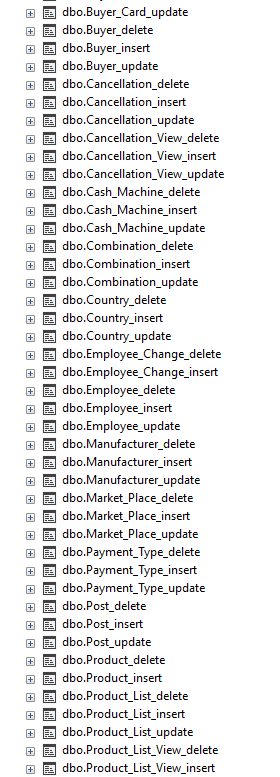 dbo.Buyer_Card_update
dbo.Buyer_delete
dbo.Buyer_insert
dbo.Buyer_update
dbo.Cancellation_delete
dbo.Cancellation_insert
dbo.Cancellation_update
dbo.Cancellation_View_delete
dbo.Cancellation_View_insert
dbo.Cancellation_View_update
dbo.Cash_Machine_delete
dbo.Cash_Machine_insert
dbo.Cash_Machine_update
dbo.Combination_delete
dbo.Combination_insert
dbo.Combination_update
dbo.Country_delete
dbo.Country_insert
dbo.Country_update
dbo.Employee_Change_delete
dbo.Employee_Change_insert
dbo.Employee_delete
dbo.Employee_insert
dbo.Employee_update
dbo.Manufacturer_delete
dbo.Manufacturer_insert
dbo.Manufacturer_update
dbo.Market_Place_delete
dbo.Market_Place_insert
dbo.Market_Place_update
dbo.Payment_Type_delete
dbo.Payment_Type_insert
dbo.Payment_Type_update
dbo.Post_delete
dbo.Post_insert
dbo.Post_update
dbo.Product_delete
dbo.Product_insert
dbo.Product_List_delete
dbo.Product_List_insert
dbo.Product_List_update
dbo.Product_List_View_delete
dbo.Product_List_View_insert